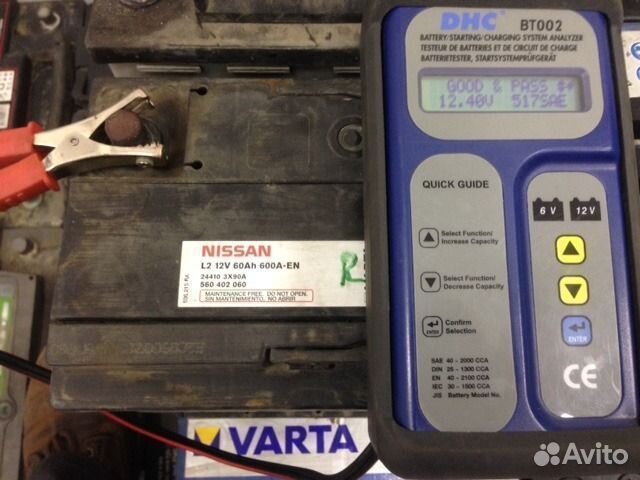 DHC BT002
BATTERY/STARTING/CHARGING SYSTEM ANALYZER
TESTEUR DE BATTERIES ET DE CIRCUIT DE CHARGE
BATTERIETESTER, STARTSYSTEMPRÜFGERÄT
GOOD & PASS
12.40V 517SAE
QUICK GUIDE
Select Function/
Increase Capacity
Select Function/
Decrease Capacity
Confirm
Selection
ENTER
SAE 40 ~ 2000 CCA
DIN 25 ~ 1300 CCA
EN 40 ~ 2100 CCA
IEC 30 ~ 1500 CCA
JIS Battery Model No.
6 V 12 V
ENTER
CE
NISSAN
L2 12V 60Ah 600A-EN
24410 3X90A
560 402 060
MAINTENANCE FREE. DO NOT OPEN.
SIN MANTENIMIENTO. NO ABRIR.
R
VARTA
Avito